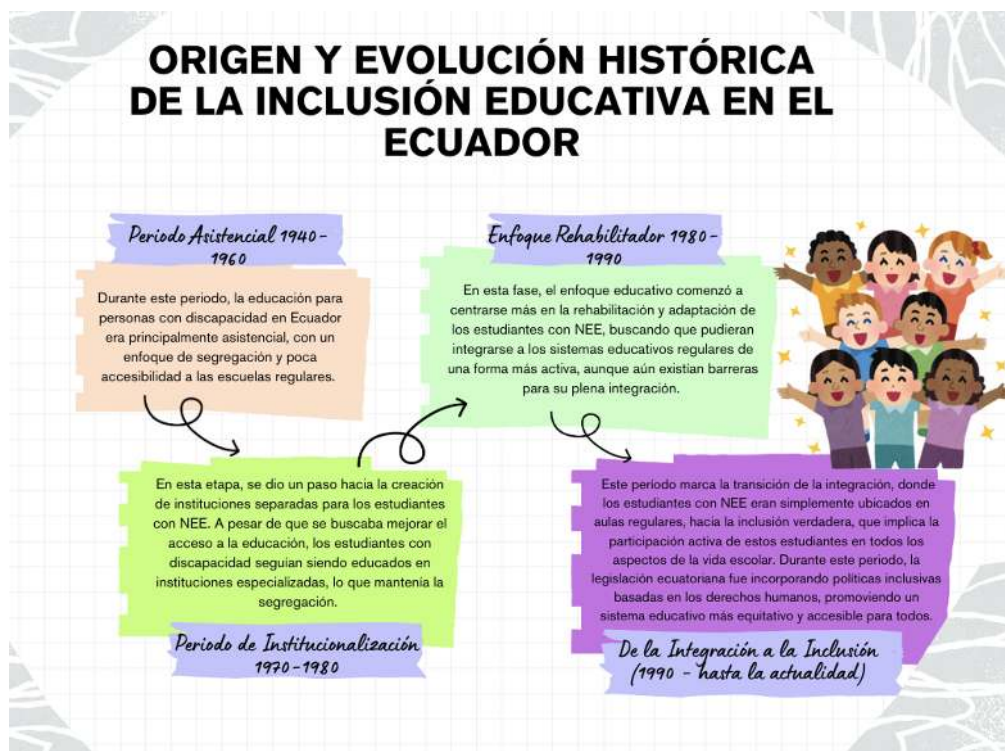 ORIGEN Y EVOLUCIÓN HISTÓRICA
DE LA INCLUSIÓN EDUCATIVA EN EL
ECUADOR
Periodo Asistencial 1940-
1960
Durante este periodo, la educación para
personas con discapacidad en Ecuador
era principalmente asistencial, con un
enfoque de segregación y poca
accesibilidad a las escuelas regulares.
En esta etapa, se dio un paso hacia la creación
de instituciones separadas para los estudiantes
con NEE. A pesar de que se buscaba mejorar el
acceso a la educación, los estudiantes con
discapacidad seguían siendo educados en
instituciones especializadas, lo que mantenía la
segregación.
Periodo de Institucionalización
1970-1980
Enfoque Rehabilitador 1980-
1990
En esta fase, el enfoque educativo comenzó a
centrarse más en la rehabilitación y adaptación de
los estudiantes con NEE, buscando que pudieran
integrarse a los sistemas educativos regulares de
una forma más activa, aunque aún existían barreras
para su plena integración.
Este período marca la transición de la integración, donde
los estudiantes con NEE eran simplemente ubicados en
aulas regulares, hacia la inclusión verdadera, que implica la
participación activa de estos estudiantes en todos los
aspectos de la vida escolar. Durante este periodo, la
legislación ecuatoriana fue incorporando políticas inclusivas
basadas en los derechos humanos, promoviendo un
sistema educativo más equitativo y accesible para todos.
De la Integración a la Inclusión
(1990 - hasta la actualidad)